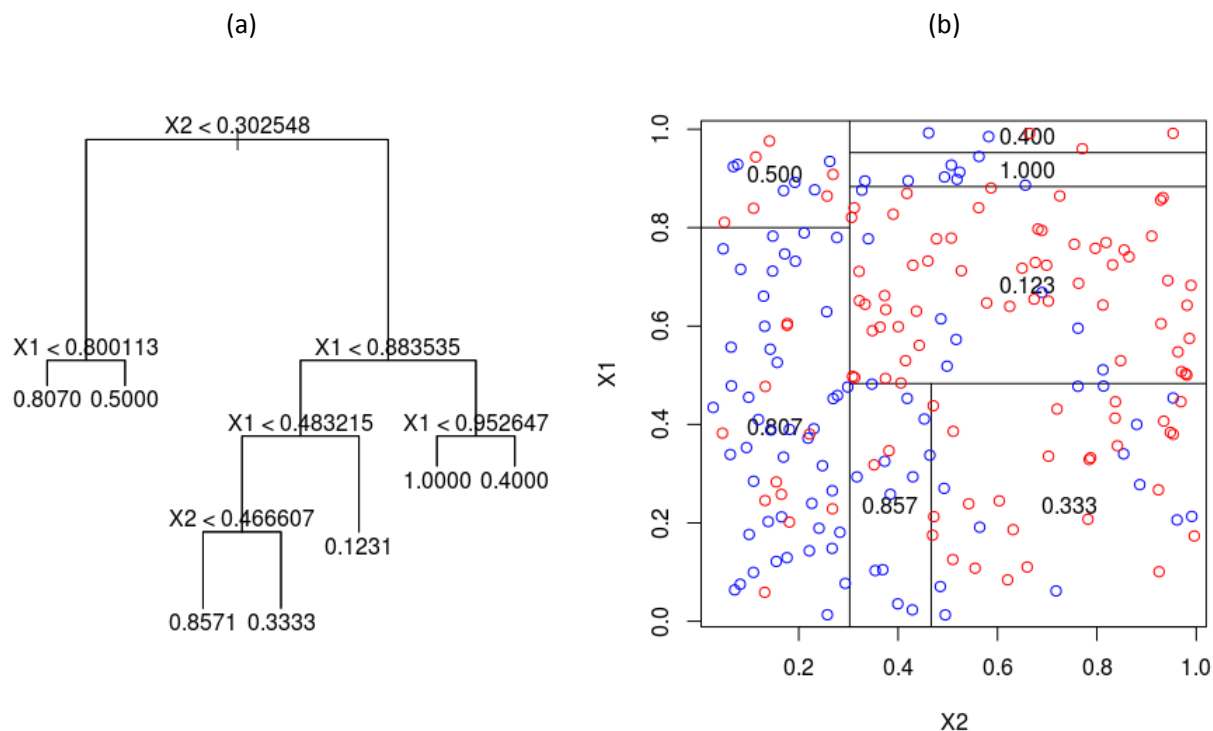 (a)
X2 < 0.302548
X1 < 0.800113
X1 < 0.883535
0.8070 0.5000
X1 < 0.483215
X1 < 0.952647
1.0000 0.4000
X2 < 0.466607
0.1231
0.8571 0.3333
(b)
1.0
0.8
0.6
0.4
0.2
0.0
X1
0.400
1.000
0.500
0.123
0.807
0.857
0.333
0.2 0.4 0.6 0.8 1.0
X2